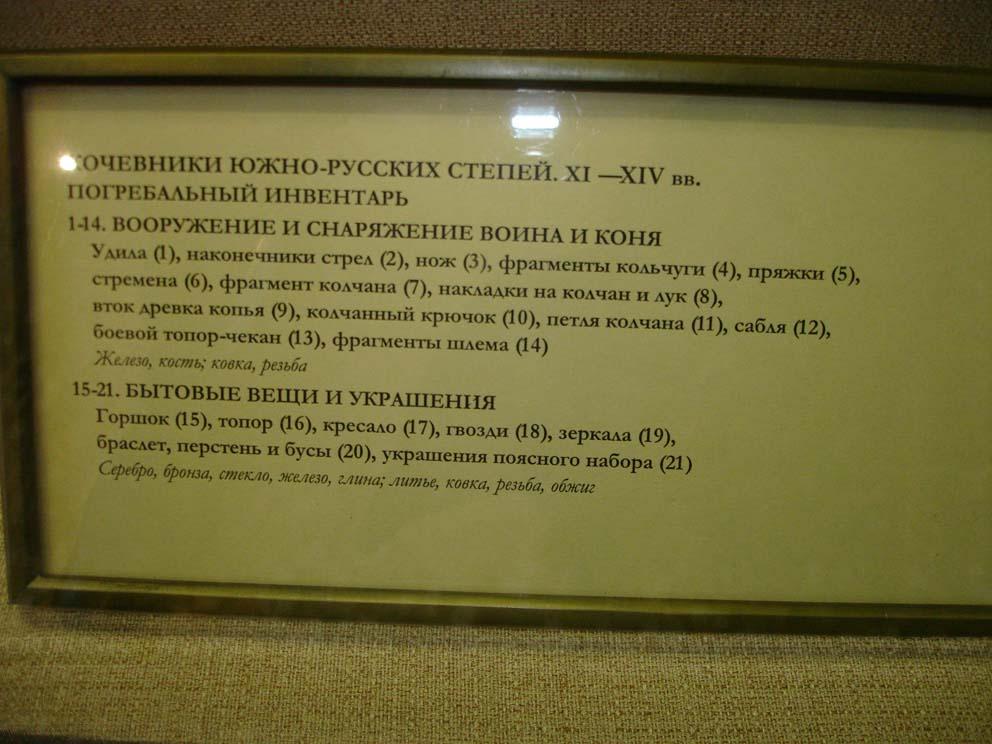 КОЧЕВНИКИ ЮЖНО-РУССКИХ СТЕПЕЙ. XI —XIV вв.
ПОГРЕБАЛЬНЫЙ ИНВЕНТАРЬ
1-14. ВООРУЖЕНИЕ И СНАРЯЖЕНИЕ ВОИНА И КОНЯ
Удила (1), наконечники стрел (2), нож (3), фрагменты кольчуги (4), пряжки (5),
стремена (6), фрагмент колчана (7), накладки на колчан и лук (8),
вток древка копья (9), колчанный крючок (10), петля колчана (11), сабля (12),
боевой топор-чекан (13), фрагменты шлема (14)
Железо, кость; ковка, резьба
15-21. БЫТОВЫЕ ВЕЩИ И УКРАШЕНИЯ
Горшок (15), топор (16), кресало (17), гвозди (18), зеркала (19),
браслет, перстень и бусы (20), украшения поясного набора (21)
Серебро, бронза, стекло, железо, глина; литье, ковка, резьба, обжиг